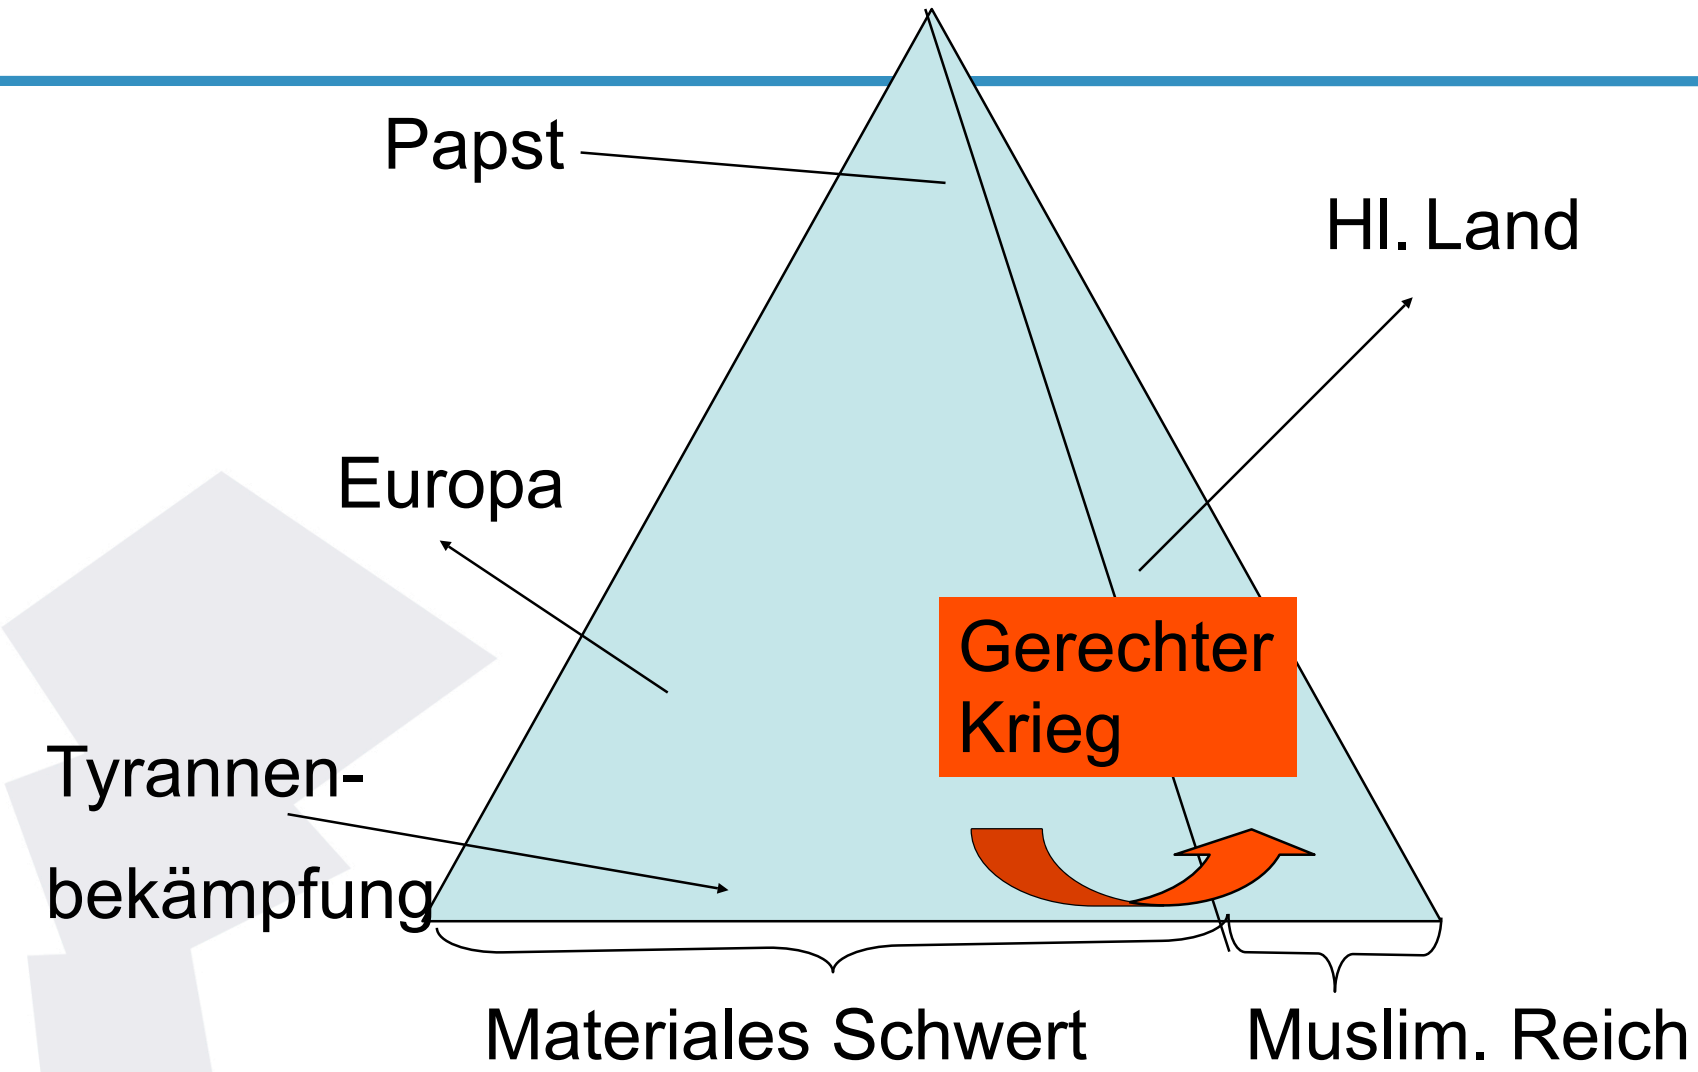 Papst
Hl. Land
Europa
Gerechter
Krieg
Tyrannen-
bekämpfung
Materiales Schwert
Muslim. Reich